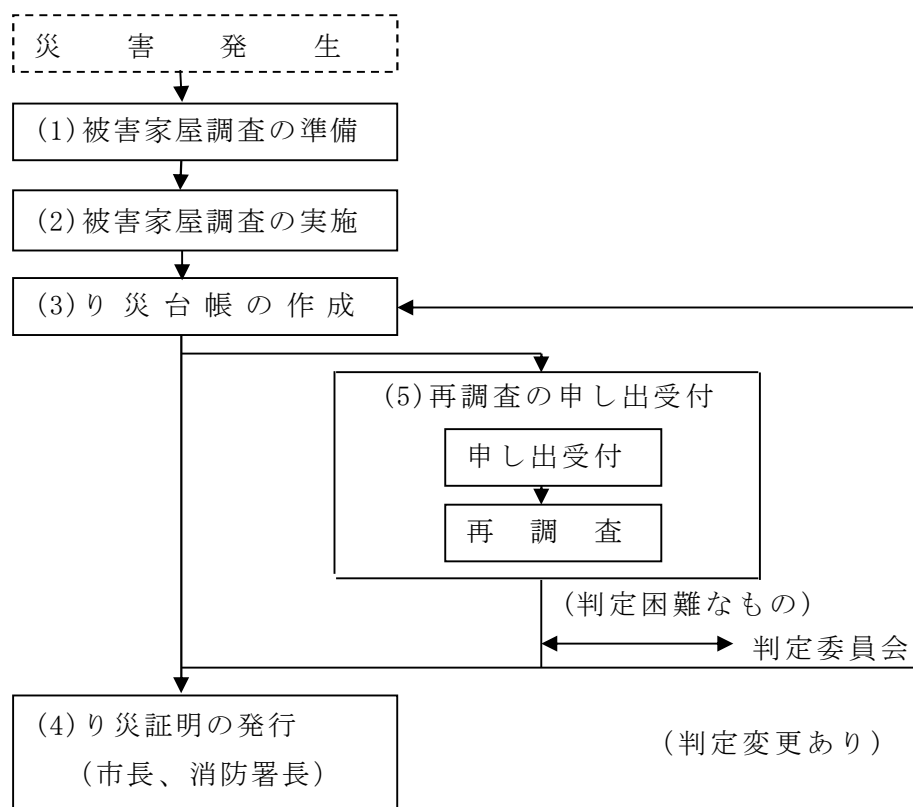 災害発生
(1)被害家屋調査の準備
(2)被害家屋調査の実施
(3)り災台帳の作成
(5)再調査の申し出受付
申し出受付
再調査
(判定困難なもの)
判定委員会
(4)り災証明の発行
(市長、消防署長)
(判定変更あり)